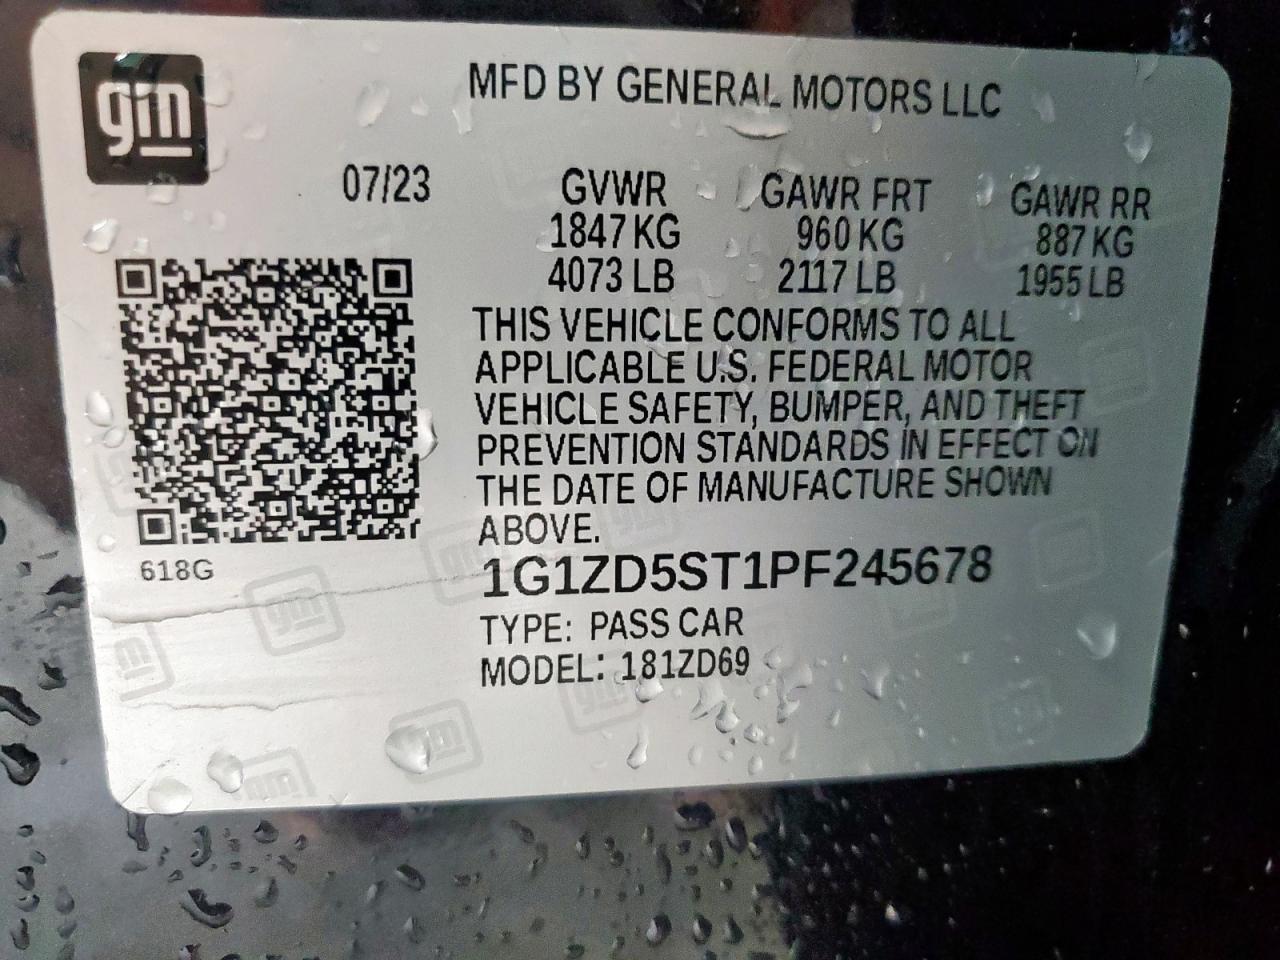 gm
MFD BY GENERAL MOTORS LLC
07/23
GVWR GAWR FRT GAWR RR
1847 KG 960 KG 887 KG
4073 LB 2117 LB 1955 LB
THIS VEHICLE CONFORMS TO ALL
APPLICABLE U.S. FEDERAL MOTOR
VEHICLE SAFETY, BUMPER, AND THEFT
PREVENTION STANDARDS IN EFFECT ON
THE DATE OF MANUFACTURE SHOWN
ABOVE.
618G
1G1ZD5ST1PF245678
TYPE: PASS CAR
MODEL: 181ZD69